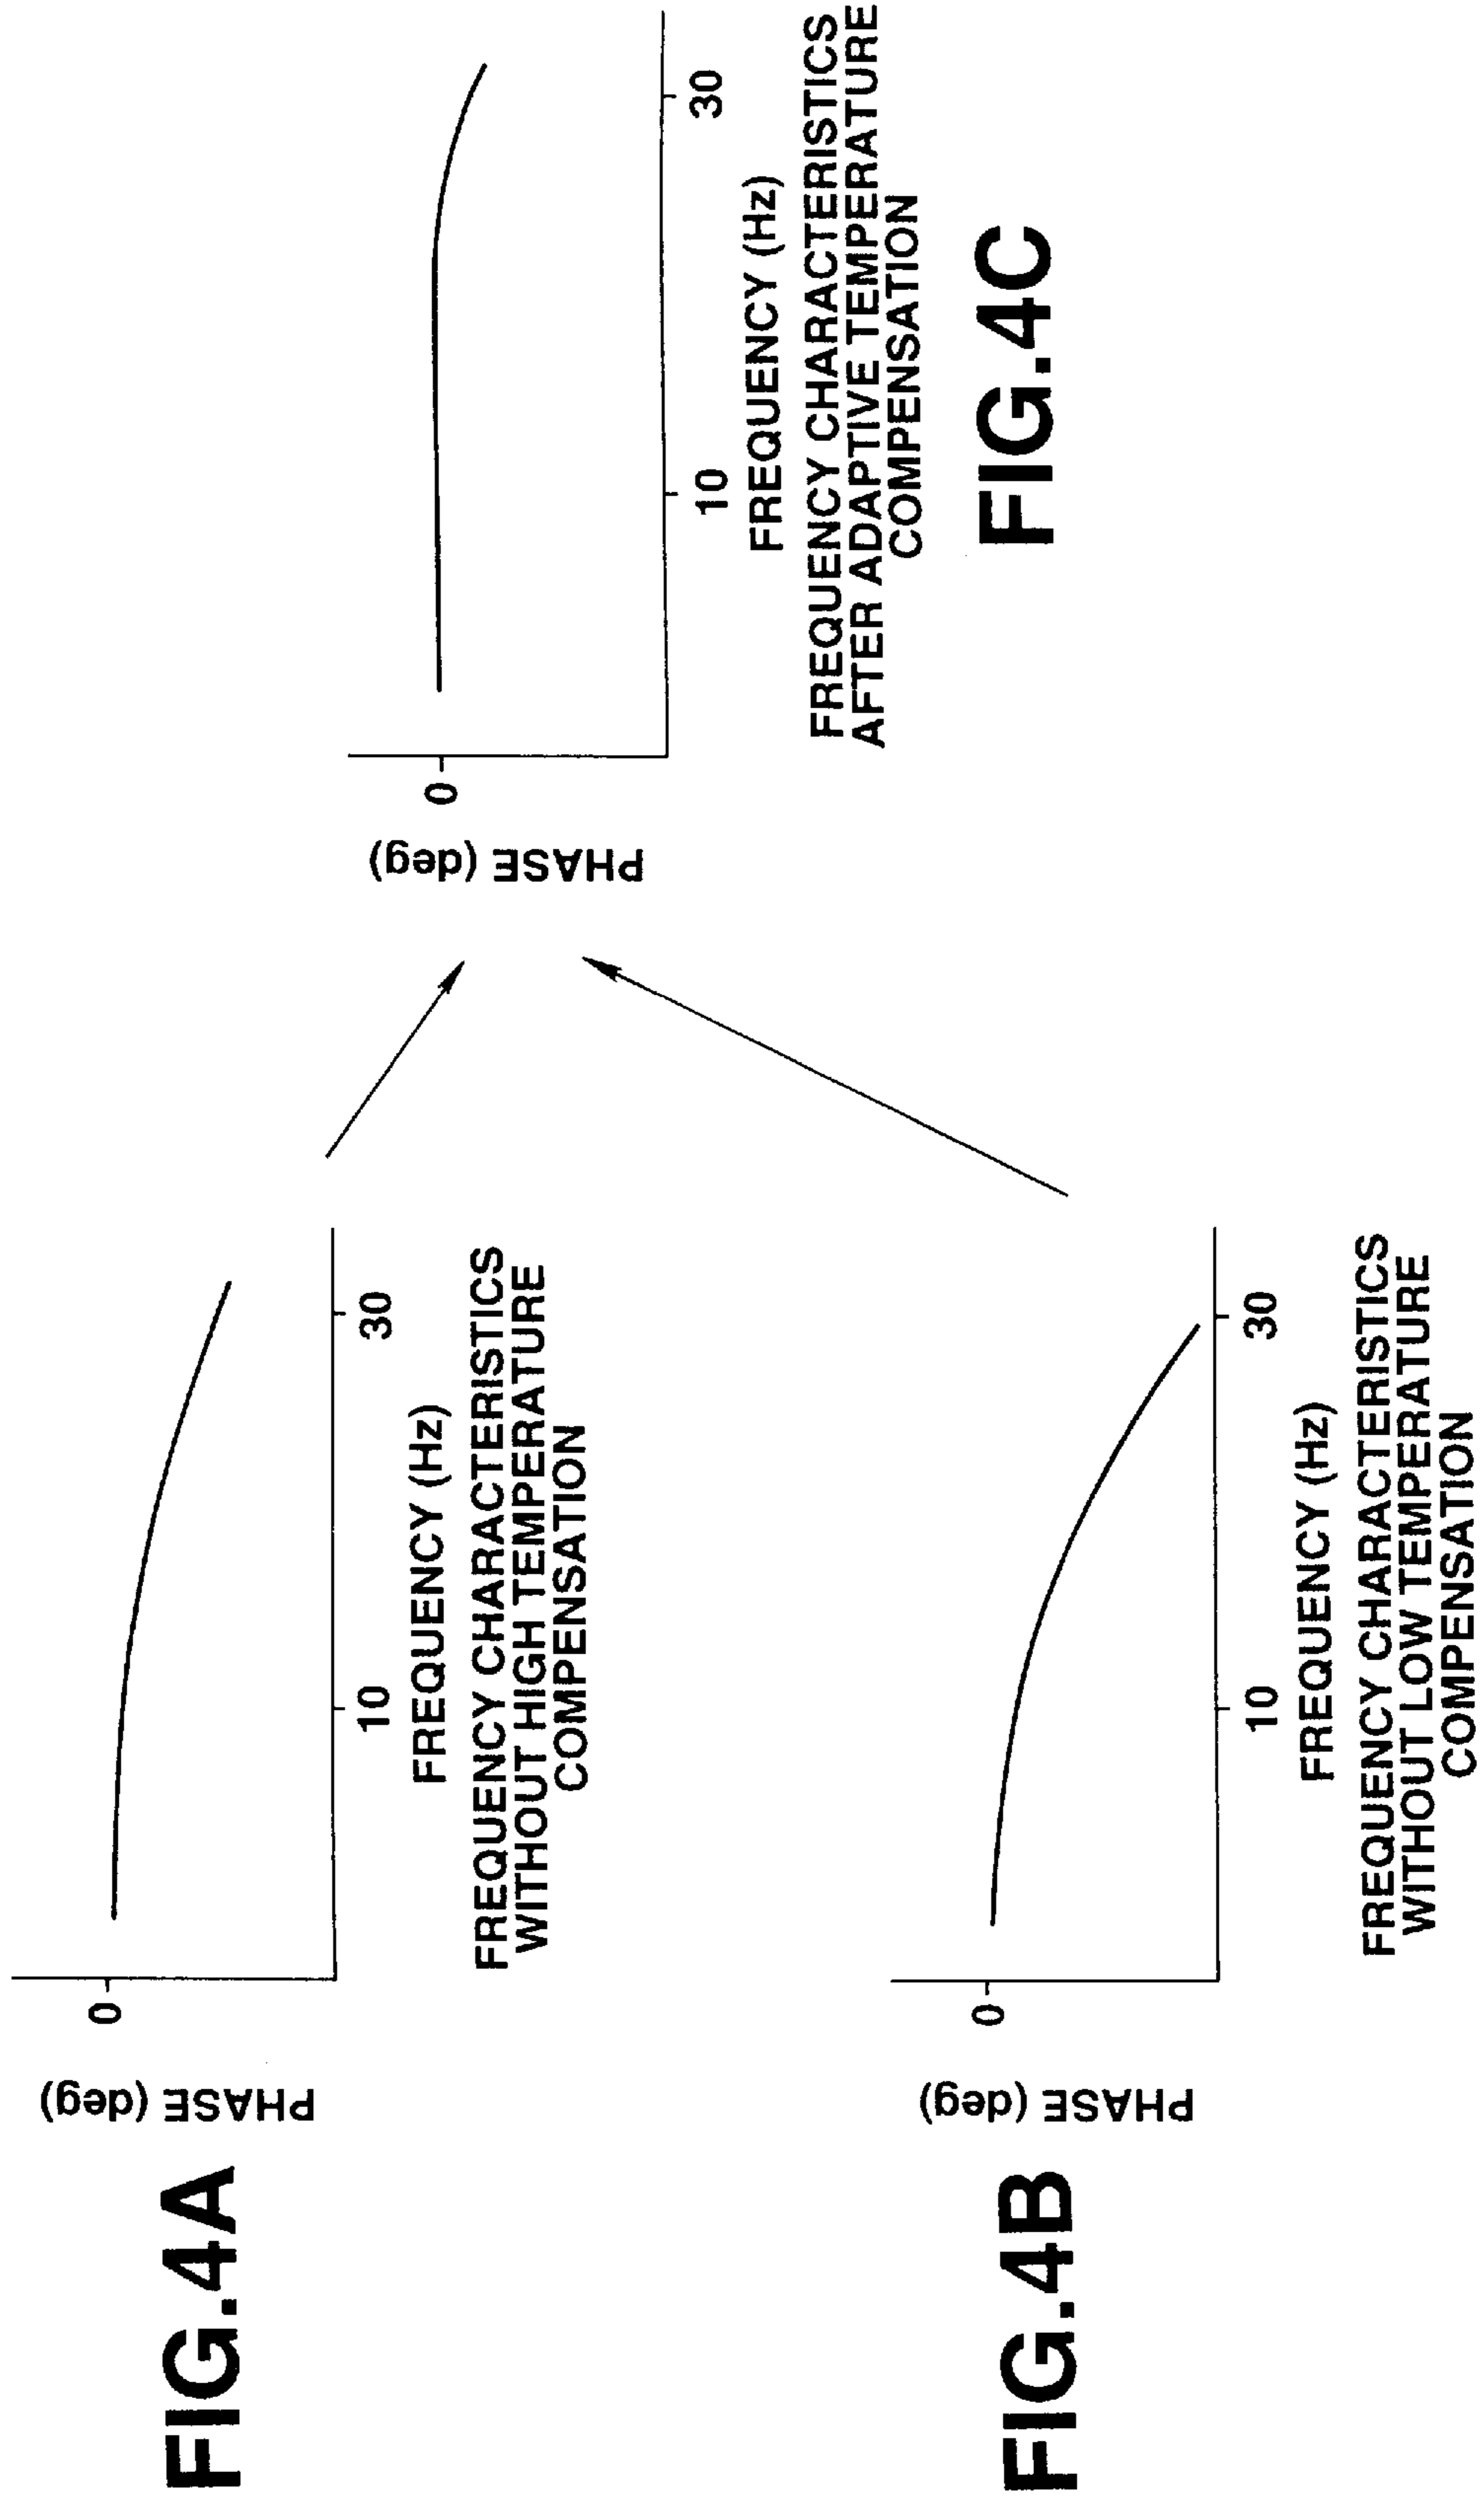 FIG.4A
PHASE (deg)
0
10
30
FREQUENCY (Hz)
FREQUENCY CHARACTERISTICS
WITHOUT HIGH TEMPERATURE
COMPENSATION
FIG.4B
PHASE (deg)
0
10
30
FREQUENCY (Hz)
FREQUENCY CHARACTERISTICS
WITHOUT LOW TEMPERATURE
COMPENSATION
PHASE (deg)
0
10
30
FREQUENCY (Hz)
FREQUENCY CHARACTERISTICS
AFTER ADAPTIVE TEMPERATURE
COMPENSATION
FIG.4C